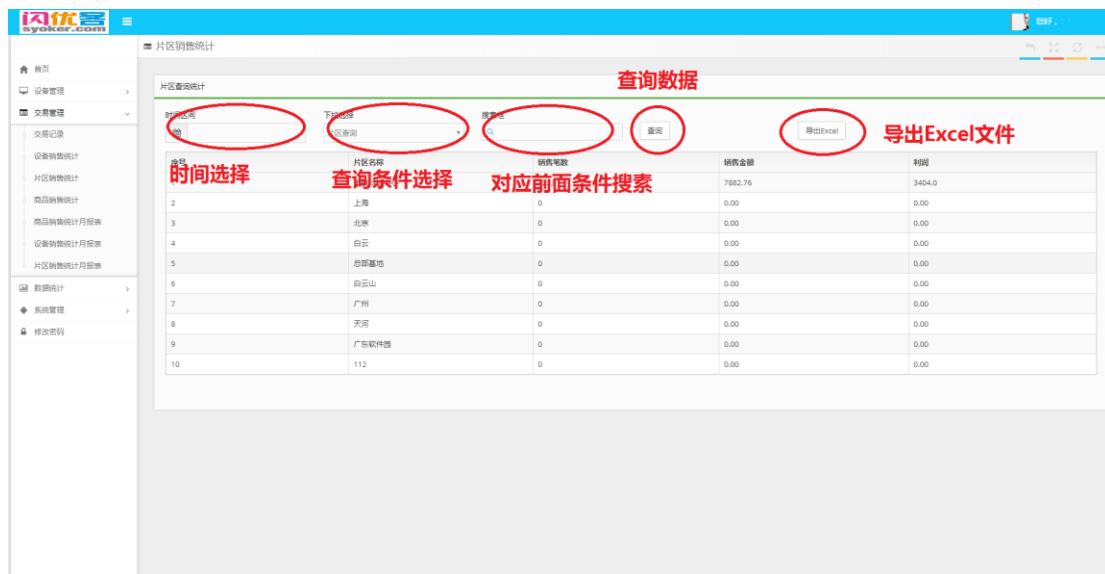 闪优客
syoker.com
您好，
片区销售统计
首页
设备管理
交易管理
交易记录
设备销售统计
片区销售统计
商品销售统计
商品销售统计月报表
设备销售统计月报表
片区销售统计月报表
数据统计
系统管理
修改密码
片区查询统计
查询数据
时间区间 下拉选择
片区查询 查询 导出Excel 导出Excel文件
序号 片区名称 销售笔数 销售金额 利润
时间选择 查询条件选择 对应前面条件搜素
7882.76 3404.0
2 上海 0 0.00 0.00
3 北京 0 0.00 0.00
4 白云 0 0.00 0.00
5 总部基地 0 0.00 0.00
6 白云山 0 0.00 0.00
7 广州 0 0.00 0.00
8 天河 0 0.00 0.00
9 广东软件园 0 0.00 0.00
10 112 0 0.00 0.00